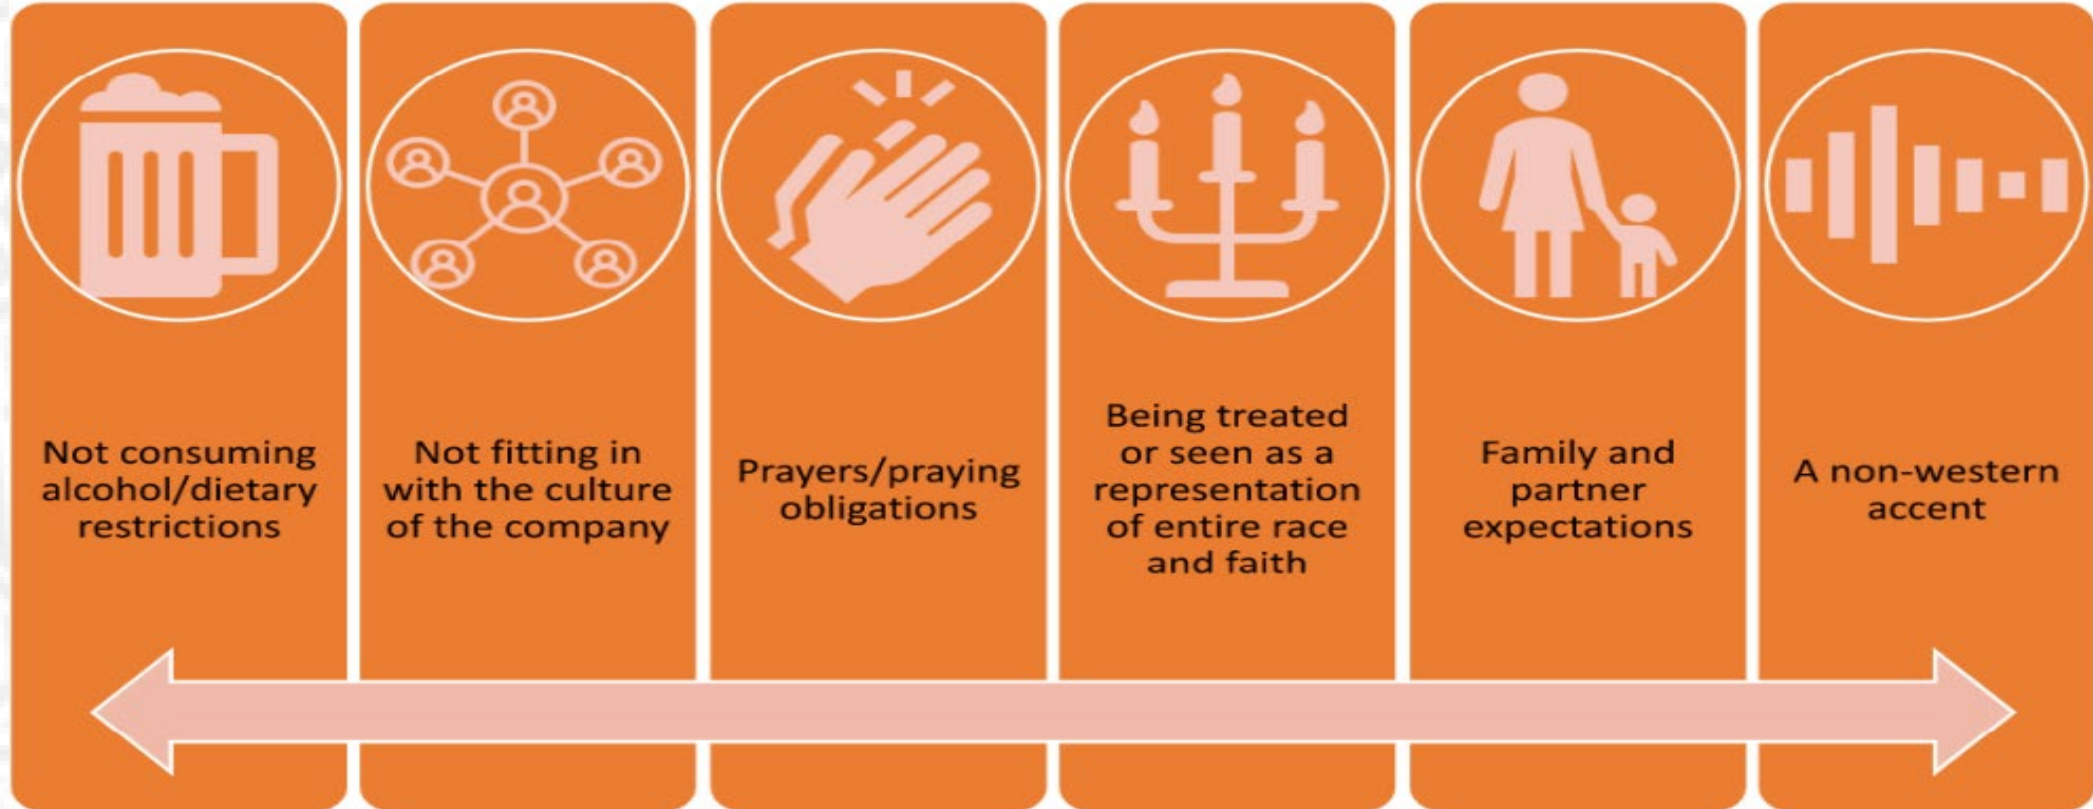 Not consuming
alcohol/dietary
restrictions
Not fitting in
with the culture
of the company
Prayers/praying
obligations
Being treated
or seen as a
representation
of entire race
and faith
Family and
partner
expectations
A non-western
accent